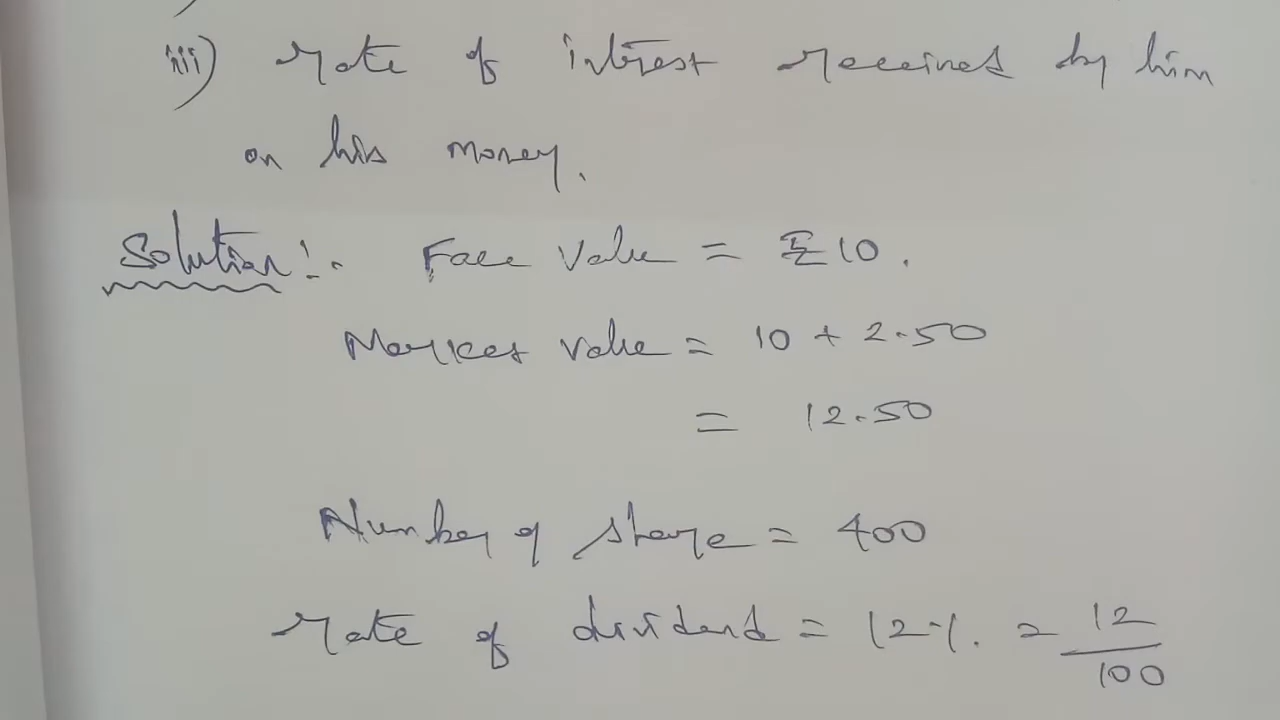 iii) rate of interest received by him
on his money.
Solution:- Face Value = ₹10.
Market Value = 10 + 2.50
= 12.50
Number of share = 400
rate of dividend = 12%. = 12/100